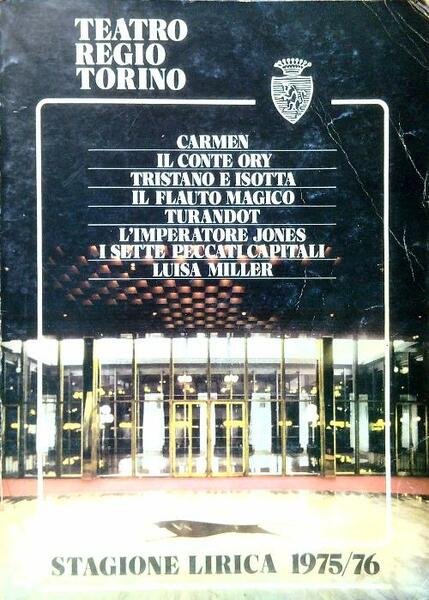 TEATRO
REGIO
TORINO
CARMEN
IL CONTE ORY
TRISTANO E ISOTTA
IL FLAUTO MAGICO
TURANDOT
L'IMPERATORE JONES
I SETTE PECCATI CAPITALI
LUISA MILLER
STAGIONE LIRICA 1975/76